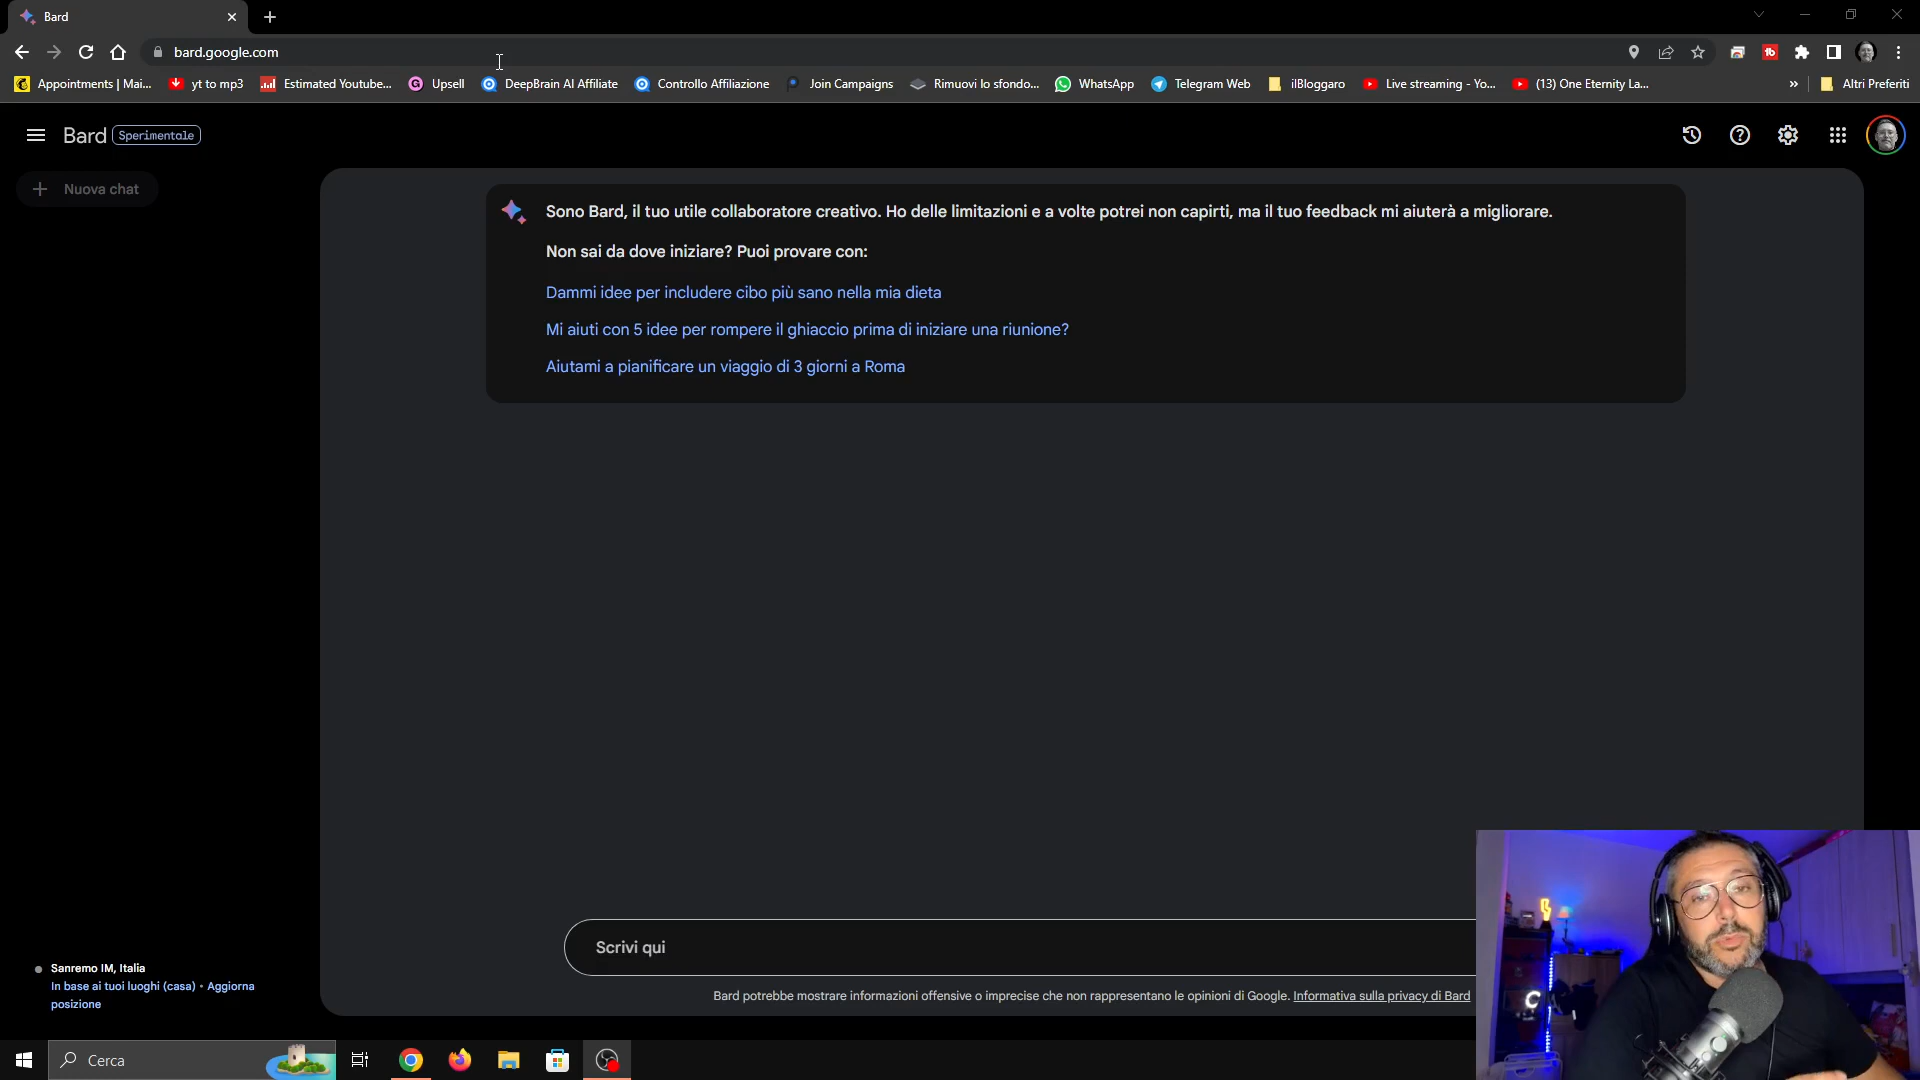 Bard
bard.google.com
Appointments | Mai...
yt to mp3
Estimated Youtube...
Upsell
DeepBrain AI Affiliate
Controllo Affiliazione
Join Campaigns
Rimuovi lo sfondo...
WhatsApp
Telegram Web
ilBloggaro
Live streaming - Yo...
(13) One Eternity La...
»
Altri Preferiti
Bard
Sperimentale
Nuova chat
Sono Bard, il tuo utile collaboratore creativo. Ho delle limitazioni e a volte potrei non capirti, ma il tuo feedback mi aiuterà a migliorare.
Non sai da dove iniziare? Puoi provare con:
Dammi idee per includere cibo più sano nella mia dieta
Mi aiuti con 5 idee per rompere il ghiaccio prima di iniziare una riunione?
Aiutami a pianificare un viaggio di 3 giorni a Roma
Scrivi qui
Bard potrebbe mostrare informazioni offensive o imprecise che non rappresentano le opinioni di Google. Informativa sulla privacy di Bard
Sanremo IM, Italia
In base ai tuoi luoghi (casa) • Aggiorna
posizione
Cerca